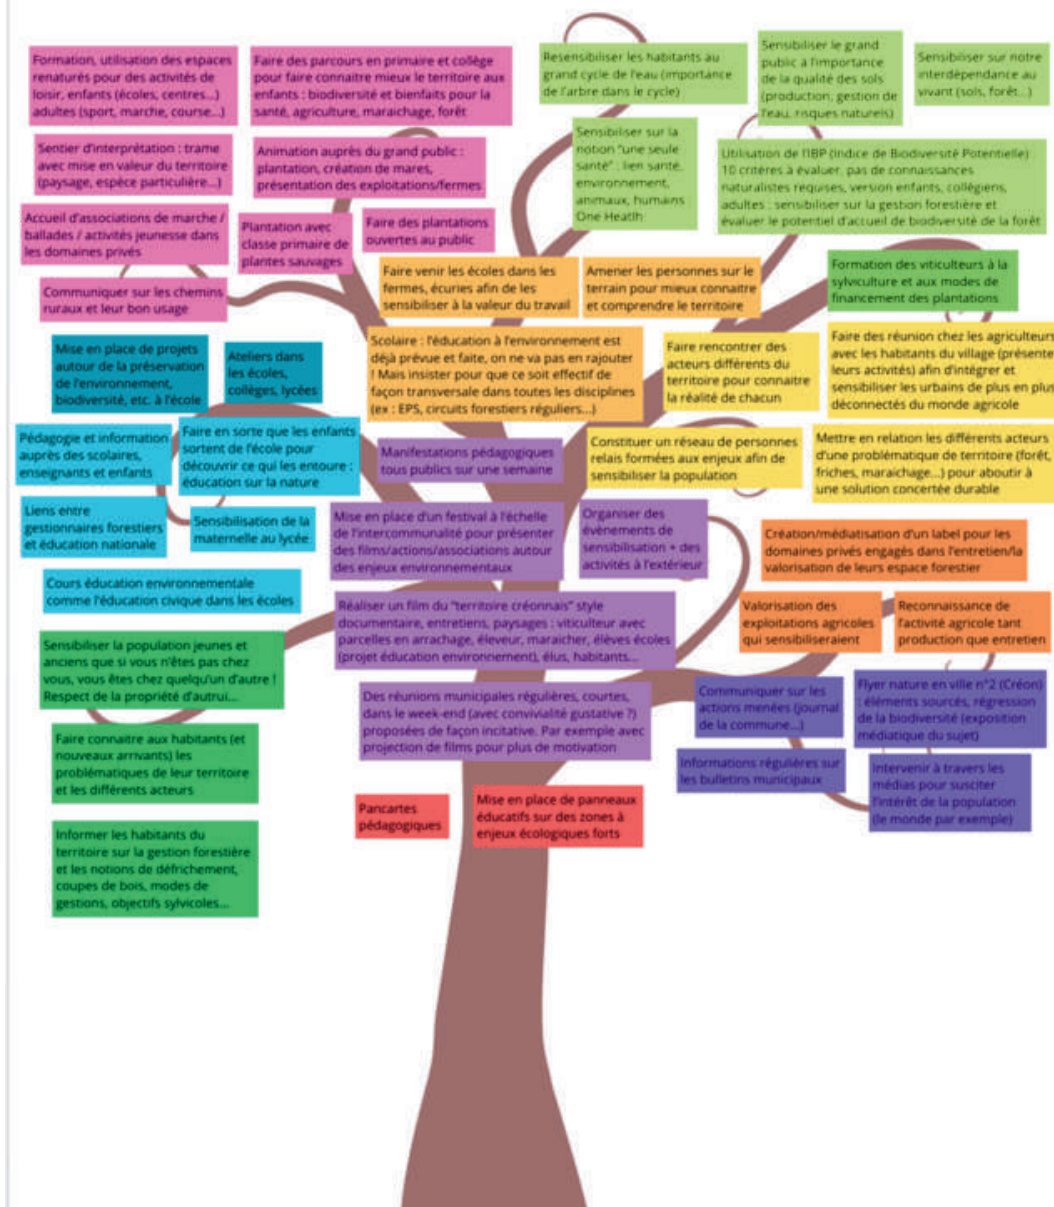 Formation, utilisation des espaces
renaturés pour des activités de
loisir, enfants (écoles, centres...)
adultes (sport, marche, course...)
Faire des parcours en primaire et collège
pour faire connaitre mieux le territoire aux
enfants : biodiversité et bienfaits pour la
santé, agriculture, maraichage, forêt
Resensibiliser les habitants au
grand cycle de l'eau (importance
de l'arbre dans le cycle)
Sensibiliser le grand
public à l'importance
de la qualité des sols
(production, gestion de
l'eau, risques naturels)
Sensibiliser sur notre
interdépendance au
vivant (sols, forêt...)
Sentier d'interprétation : trame
avec mise en valeur du territoire
(paysage, espèce particulière...)
Animation auprès du grand public :
plantation, création de mares,
présentation des exploitations/fermes
Sensibiliser sur la
notion "une seule
santé" : lien santé,
environnement,
animaux, humains :
One Heatlh
Utilisation de l'IBP (Indice de Biodiversité Potentielle)
10 critères à évaluer, pas de connaissances
naturalistes requises, version enfants, collégiens,
adultes : sensibiliser sur la gestion forestière et
évaluer le potentiel d'accueil de biodiversité de la forêt
Accueil d'associations de marche /
ballades / activités jeunesse dans
les domaines privés
Plantation avec
classe primaire de
plantes sauvages
Faire des plantations
ouvertes au public
Communiquer sur les chemins
ruraux et leur bon usage
Faire venir les écoles dans les
fermes, écuries afin de les
sensibiliser à la valeur du travail
Amener les personnes sur le
terrain pour mieux connaitre
et comprendre le territoire
Formation des viticulteurs à la
sylviculture et aux modes de
financement des plantations
Mise en place de projets
autour de la préservation
de l'environnement,
biodiversité, etc. à l'école
Ateliers dans
les écoles,
collèges, lycées
Scolaire : l'éducation à l'environnement est
déjà prévue et faite, on ne va pas en rajouter
! Mais insister pour que ce soit effectif de
façon transversale dans toutes les disciplines
(ex : EPS, circuits forestiers réguliers...)
Faire rencontrer des
acteurs différents du
territoire pour connaitre
la réalité de chacun
Faire des réunion chez les agriculteurs
avec les habitants du village (présente
leurs activités) afin d'intégrer et
sensibiliser les urbains de plus en plus
déconnectés du monde agricole
Pédagogie et information
auprès des scolaires,
enseignants et enfants
Faire en sorte que les enfants
sortent de l'école pour
découvrir ce qui les entoure :
éducation sur la nature
Manifestations pédagogiques
tous publics sur une semaine
Constituer un réseau de personnes
relais formées aux enjeux afin de
sensibiliser la population
Mettre en relation les différents acteurs
d'une problématique de territoire (forêt,
friches, maraichage...) pour aboutir à
une solution concertée durable
Liens entre
gestionnaires forestiers
et éducation nationale
Sensibilisation de la
maternelle au lycée
Mise en place d'un festival à l'échelle
de l'intercommunalité pour présenter
des films/actions/associations autour
des enjeux environnementaux
Organiser des
évènements de
sensibilisation + des
activités à l'extérieur
Création/médiatisation d'un label pour les
domaines privés engagés dans l'entretien/la
valorisation de leurs espace forestier
Cours éducation environnementale
comme l'éducation civique dans les écoles
Réaliser un film du "territoire créonnais" style
documentaire, entretiens, paysages : viticulteur avec
parcelles en arrachage, éleveur, maraicher, élèves écoles
(projet éducation environnement), élus, habitants...
Valorisation des
exploitations agricoles
qui sensibiliseraient
Reconnaissance de
l'activité agricole tant
production que entretien
Sensibiliser la population jeunes et
anciens que si vous n'êtes pas chez
vous, vous êtes chez quelqu'un d'autre !
Respect de la propriété d'autrui...
Des réunions municipales régulières, courtes,
dans le week-end (avec convivialité gustative ?)
proposées de façon incitative. Par exemple avec
projection de films pour plus de motivation
Communiquer sur les
actions menées (journal
de la commune...)
Flyer nature en ville n°2 (Créon)
: éléments sourcés, régression
de la biodiversité (exposition
médiatique du sujet)
Faire connaitre aux habitants (et
nouveaux arrivants) les
problématiques de leur territoire
et les différents acteurs
Informations régulières sur
les bulletins municipaux
Intervenir à travers les
médias pour susciter
l'intérêt de la population
(le monde par exemple)
Pancartes
pédagogiques
Mise en place de panneaux
éducatifs sur des zones à
enjeux écologiques forts
Informer les habitants du
territoire sur la gestion forestière
et les notions de défrichement,
coupes de bois, modes de
gestions, objectifs sylvicoles...